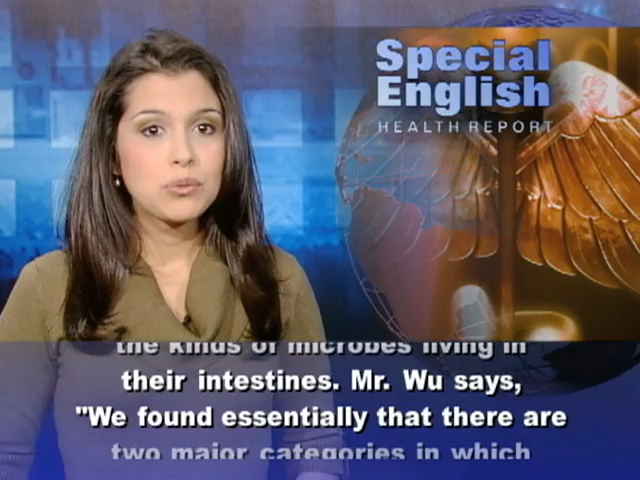 Special
English
HEALTH REPORT
the kinds of microbes living in
their intestines. Mr. Wu says,
"We found essentially that there are
two major categories in which